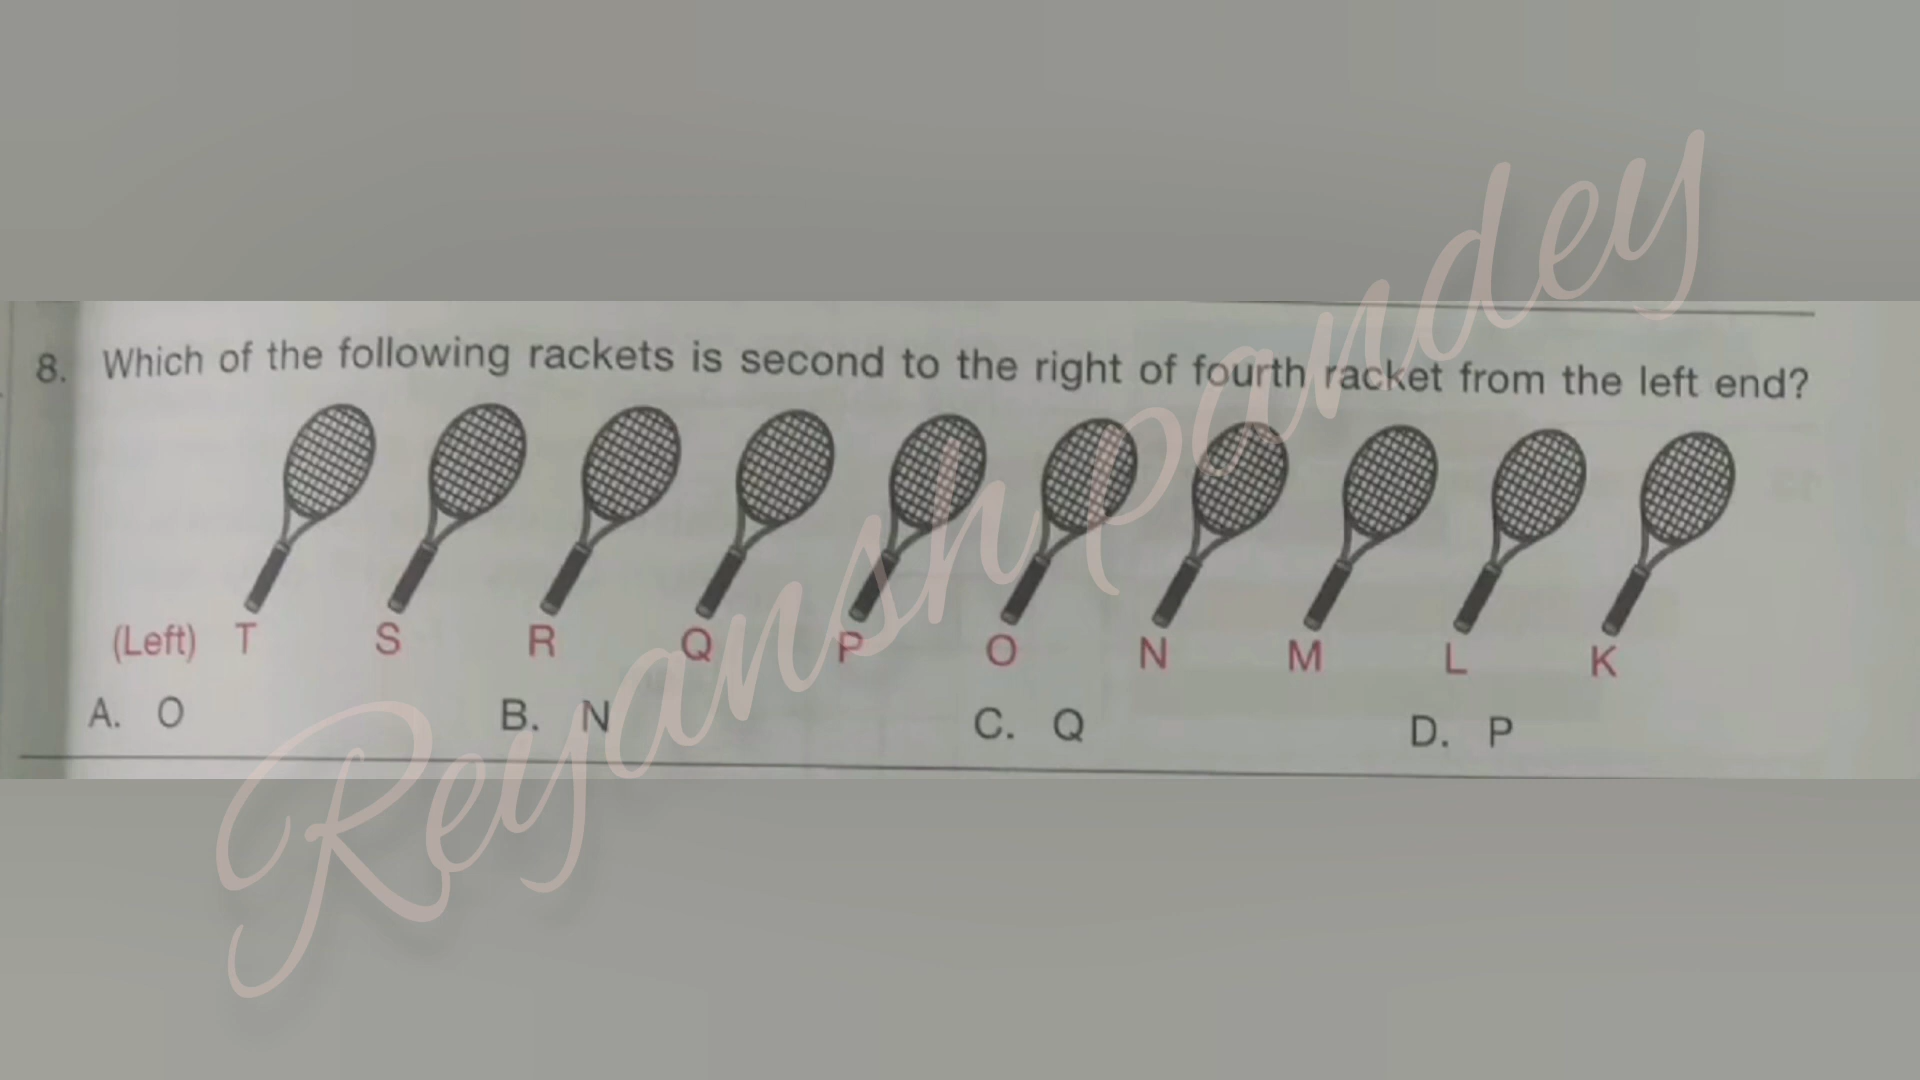 8. Which of the following rackets is second to the right of fourth racket from the left end?
(Left) T S R Q P O N M L K
A. O B. N C. Q D. P
Reyansh pandey